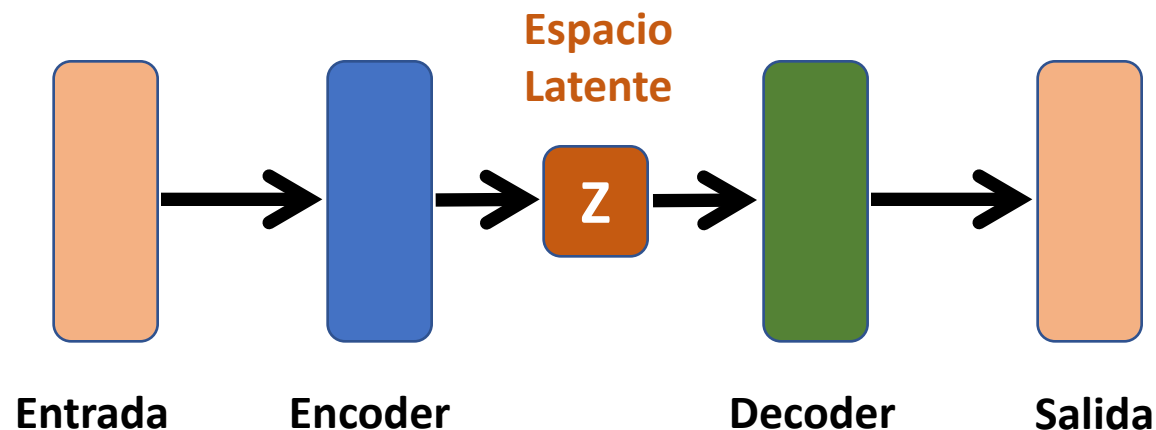 Espacio
Latente
Z
Entrada
Encoder
Decoder
Salida